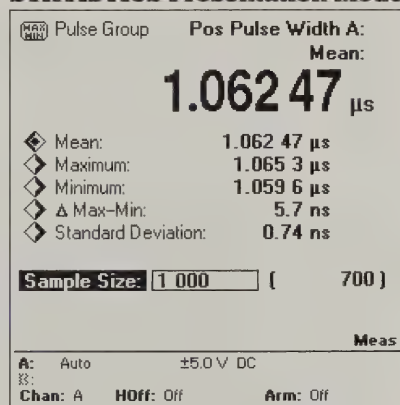 MAX MIN Pulse Group Pos Pulse Width A:
Mean:
1.062 47 µs
Mean: 1.062 47 µs
Maximum: 1.065 3 µs
Minimum: 1.059 6 µs
Δ Max-Min: 5.7 ns
Standard Deviation: 0.74 ns
Sample Size: 1 000 ( 700 )
Meas
A: Auto ±5.0 V DC
B:
Chan: A HOff: Off Arm: Off